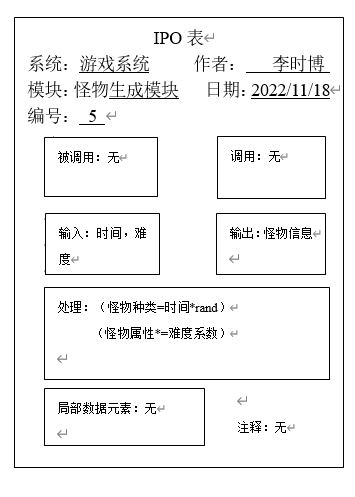 IPO 表
系统：游戏系统 作者： 李时博
模块：怪物生成模块 日期：2022/11/18
编号： 5
被调用：无 调用：无
输入：时间，难 输出：怪物信息
度
处理：（怪物种类=时间*rand）
（怪物属性*=难度系数）
局部数据元素：无
注释：无